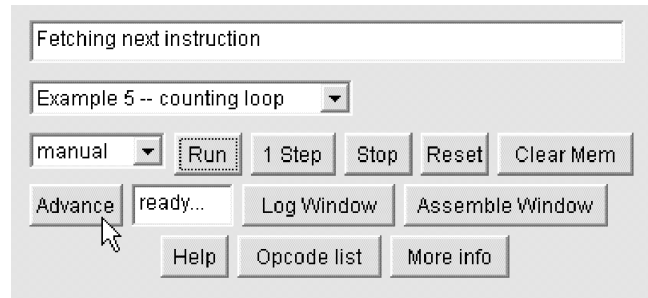 Fetching next instruction
Example 5 -- counting loop
manual Run 1 Step Stop Reset Clear Mem
Advance ready... Log Window Assemble Window
Help Opcode list More info